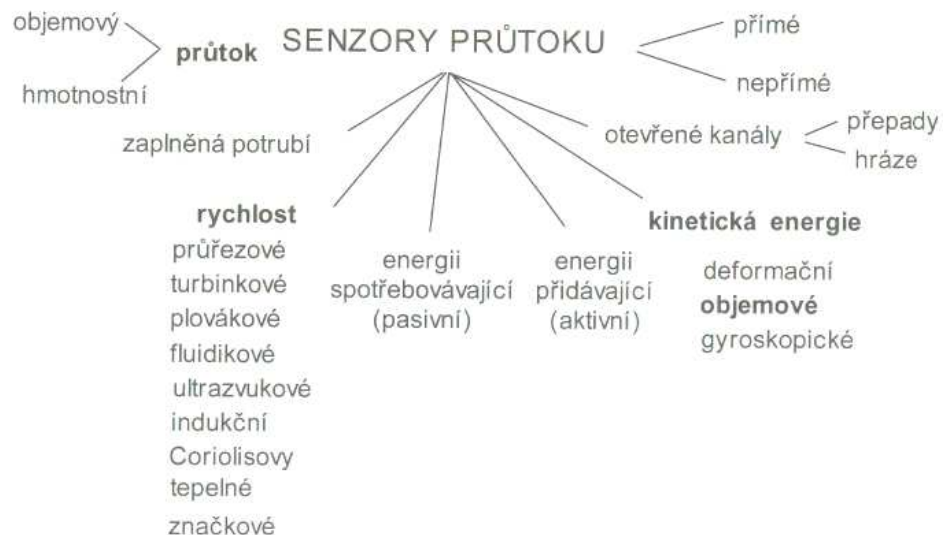 SENZORY PRŮTOKU
objemový
průtok
hmotnostní
přímé
nepřímé
zaplněná potrubí
otevřené kanály
přepady
hráze
rychlost
průřezové
turbinkové
plovákové
fluidikové
ultrazvukové
indukční
Coriolisovy
tepelné
značkové
energii
spotřebovávající
(pasivní)
energii
přidávající
(aktivní)
kinetická energie
deformační
objemové
gyroskopické